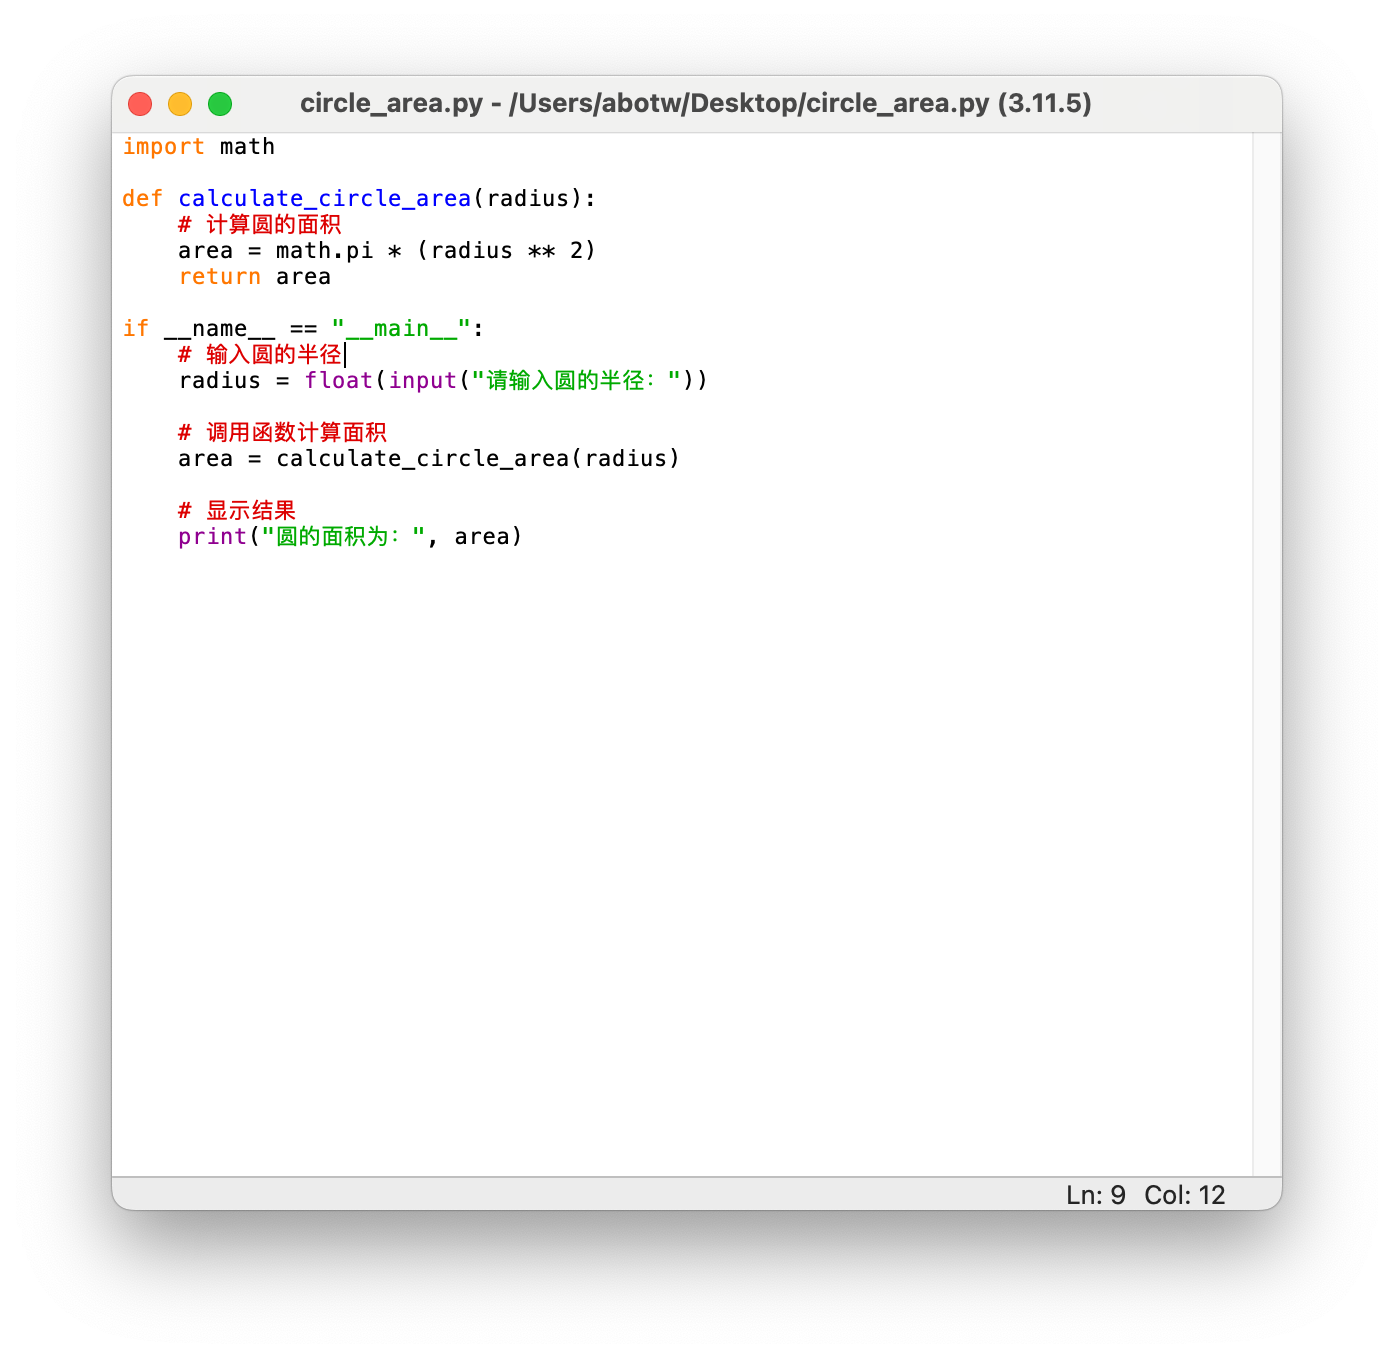 circle_area.py - /Users/abotw/Desktop/circle_area.py (3.11.5)
import math
def calculate_circle_area(radius):
    # 计算圆的面积
    area = math.pi * (radius ** 2)
    return area
if __name__ == "__main__":
    # 输入圆的半径
    radius = float(input("请输入圆的半径："))
    # 调用函数计算面积
    area = calculate_circle_area(radius)
    # 显示结果
    print("圆的面积为：", area)
Ln: 9 Col: 12